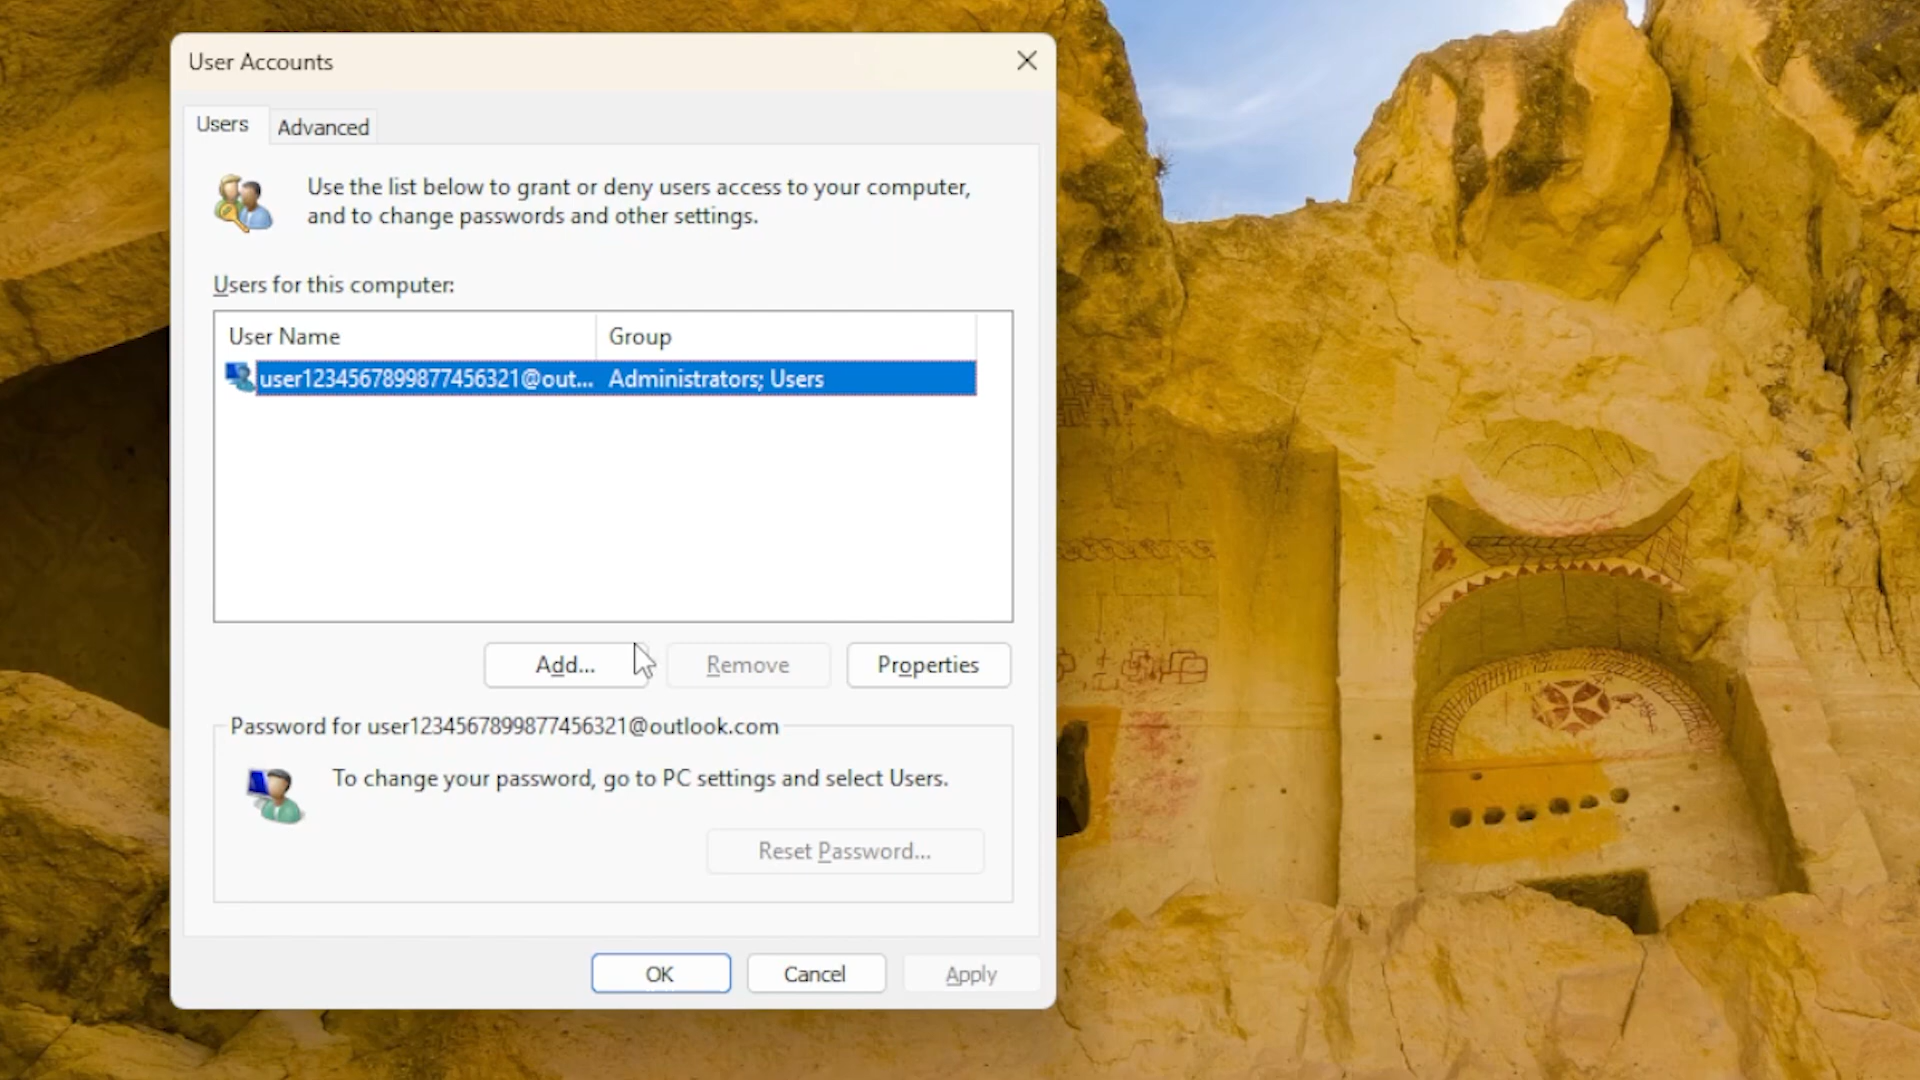 User Accounts
Users
Advanced
Use the list below to grant or deny users access to your computer,
and to change passwords and other settings.
Users for this computer:
User Name
Group
user1234567899877456321@out...
Administrators; Users
Add...
Remove
Properties
Password for user1234567899877456321@outlook.com
To change your password, go to PC settings and select Users.
Reset Password...
OK
Cancel
Apply